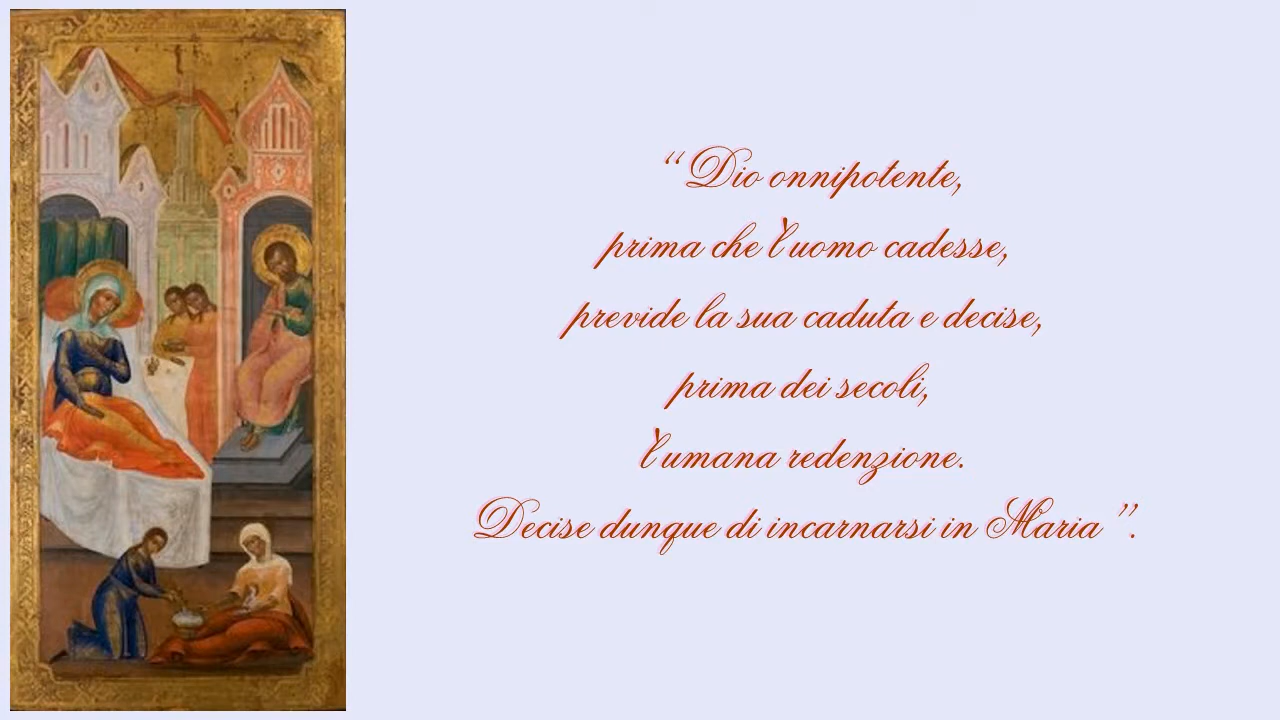 “Dio onnipotente,
prima che l’uomo cadesse,
previde la sua caduta e decise,
prima dei secoli,
l’umana redenzione.
Decise dunque di incarnarsi in Maria”.